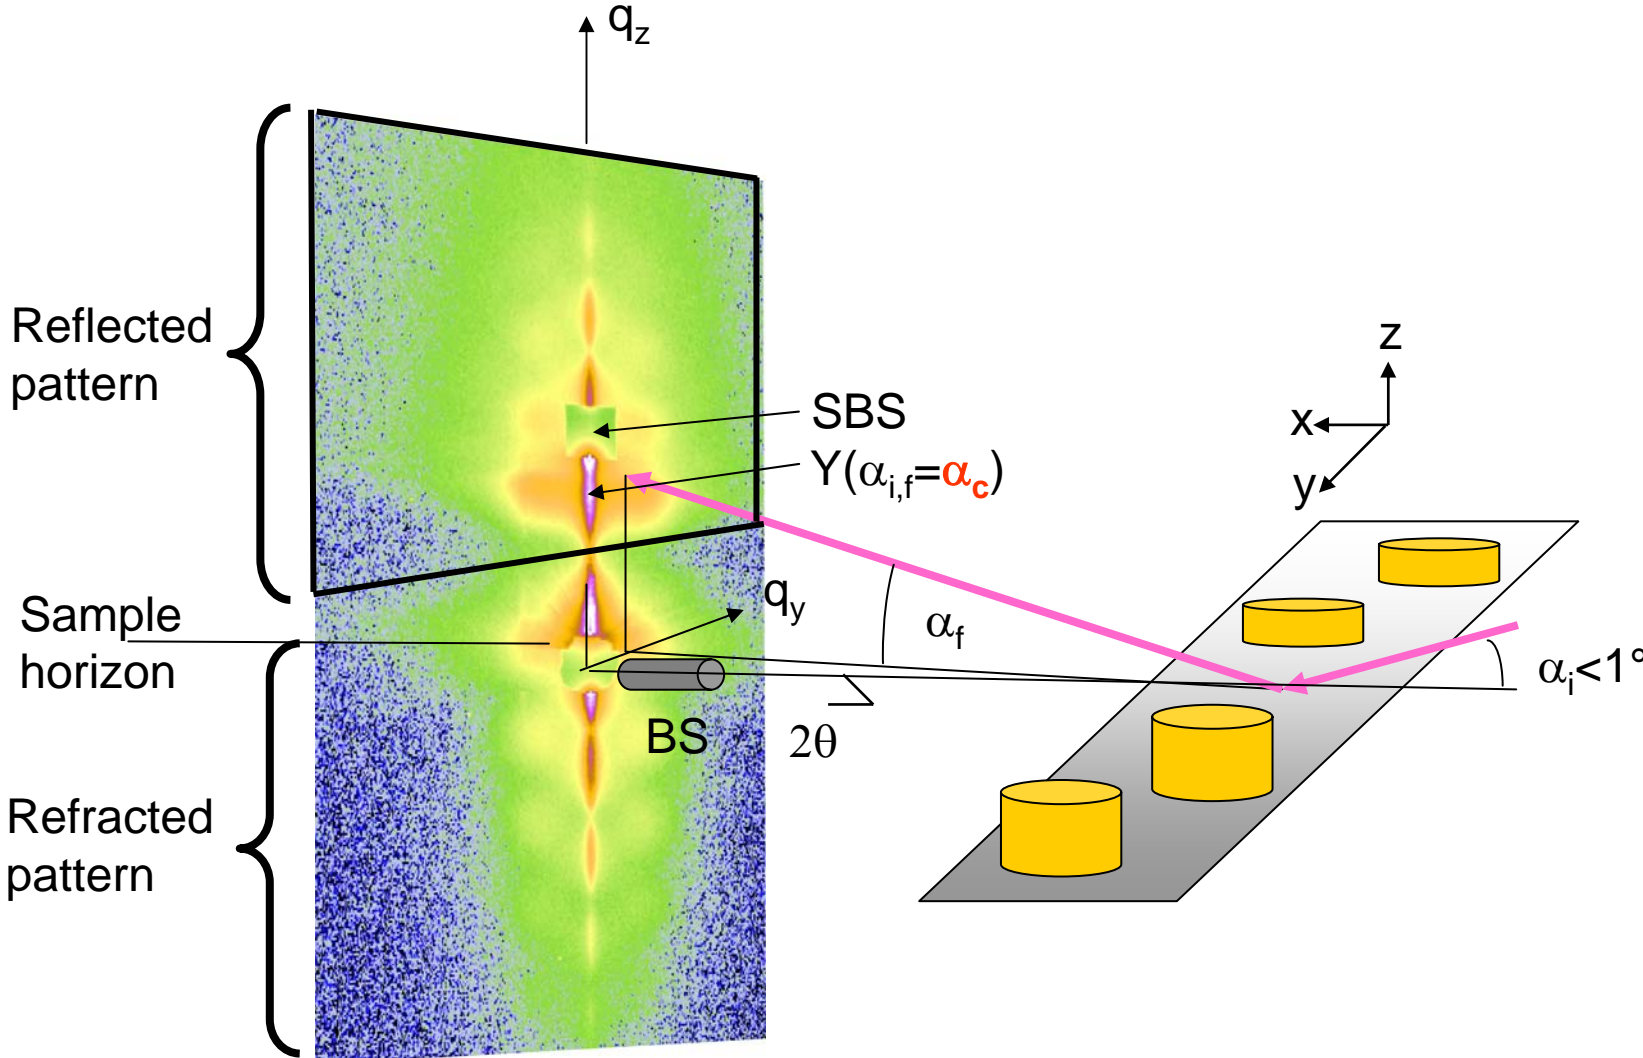 q_z
Reflected
pattern
SBS
Y(α_i,f=α_c)
z
x
y
Sample
horizon
q_y
α_f
α_i<1°
BS
2θ
Refracted
pattern